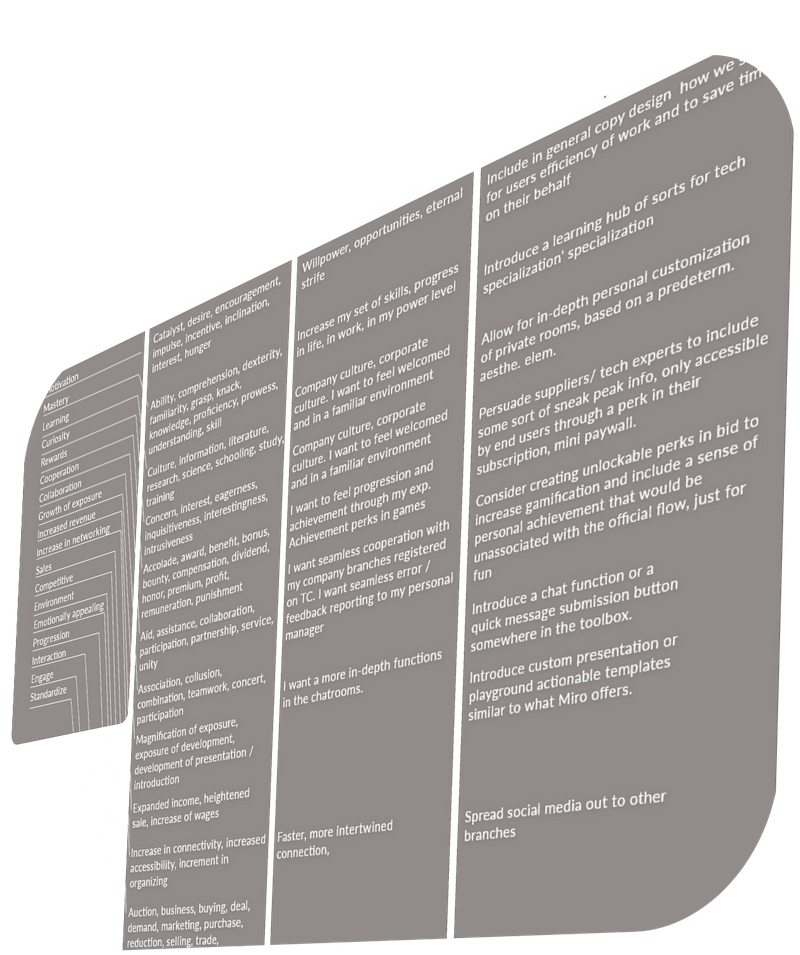 otivation
Mastery
Learning
Curiosity
Rewards
Cooperation
Collaboration
Growth of exposure
Increased revenue
Increase in networking
Sales
Competitive
Environment
Emotionally appealing
Progression
Interaction
Engage
Standardize
Catalyst, desire, encouragement,
impulse, incentive, inclination,
interest, hunger
Ability, comprehension, dexterity,
familiarity, grasp, knack,
knowledge, proficiency, prowess,
understanding, skill
Culture, information, literature,
research, science, schooling, study,
training
Concern, interest, eagerness,
inquisitiveness, interestingness,
intrusiveness
Accolade, award, benefit, bonus,
bounty, compensation, dividend,
honor, premium, profit,
remuneration, punishment
Aid, assistance, collaboration,
participation, partnership, service,
unity
Association, collusion,
combination, teamwork, concert,
participation
Magnification of exposure,
exposure of development,
development of presentation /
introduction
Expanded income, heightened
sale, increase of wages
Increase in connectivity, increased
accessibility, increment in
organizing
Auction, business, buying, deal,
demand, marketing, purchase,
reduction, selling, trade,
Willpower, opportunities, eternal
strife
Increase my set of skills, progress
in life, in work, in my power level
Company culture, corporate
culture. I want to feel welcomed
and in a familiar environment
Company culture, corporate
culture. I want to feel welcomed
and in a familiar environment
I want to feel progression and
achievement through my exp.
Achievement perks in games
I want seamless cooperation with
my company branches registered
on TC. I want seamless error /
feedback reporting to my personal
manager
I want a more in-depth functions
in the chatrooms.
Faster, more intertwined
connection,
Include in general copy design how we s
for users efficiency of work and to save tim
on their behalf
Introduce a learning hub of sorts for tech
specialization' specialization
Allow for in-depth personal customization
of private rooms, based on a predeterm.
aesthe. elem.
Persuade suppliers/ tech experts to include
some sort of sneak peak info, only accessible
by end users through a perk in their
subscription, mini paywall.
Consider creating unlockable perks in bid to
increase gamification and include a sense of
personal achievement that would be
unassociated with the official flow, just for
fun
Introduce a chat function or a
quick message submission button
somewhere in the toolbox.
Introduce custom presentation or
playground actionable templates
similar to what Miro offers.
Spread social media out to other
branches